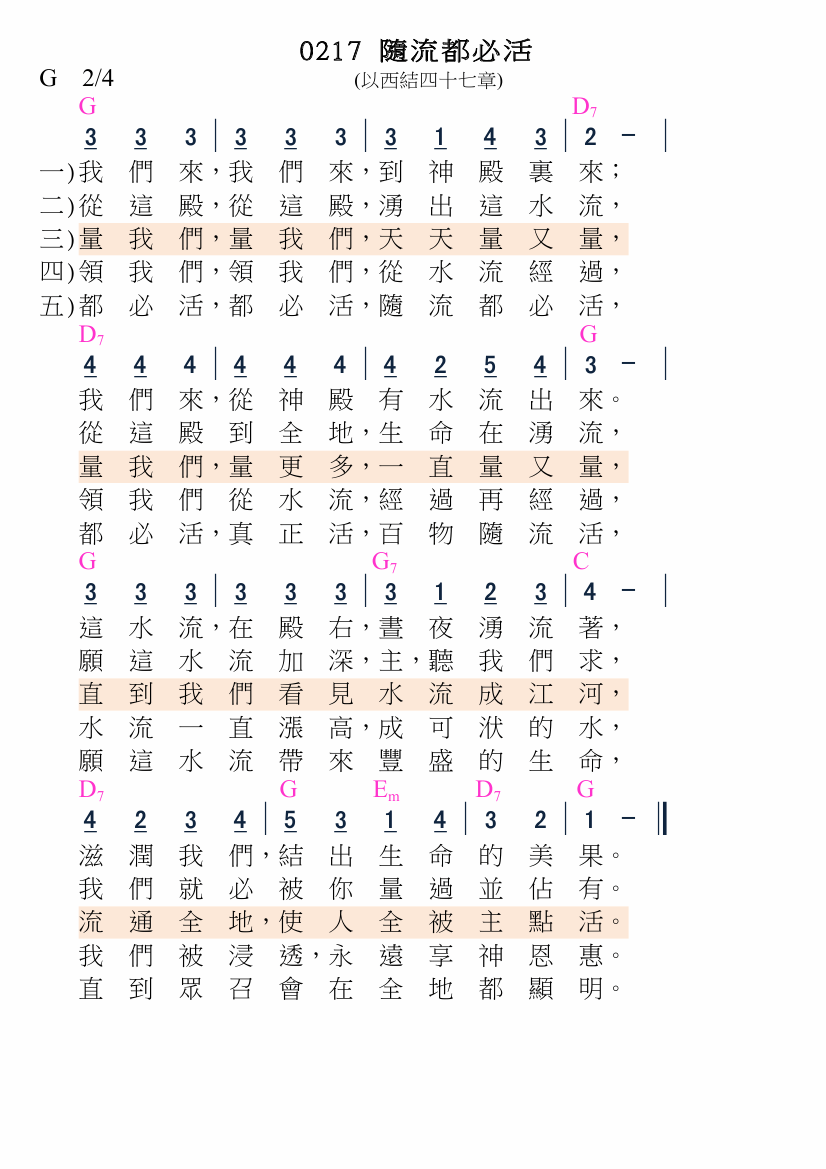 0217 隨流都必活
G 2/4 (以西結四十七章)
G D7
3 3 3 | 3 3 3 | 3 1 4 3 | 2 – |
一)我們來，我們來，到神殿裏來；
二)從這殿，從這殿，湧出這水流，
三)量我們，量我們，天天量又量，
四)領我們，領我們，從水流經過，
五)都必活，都必活，隨流都必活，
D7 G
4 4 4 | 4 4 4 | 4 2 5 4 | 3 – |
我們來，從神殿有水流出來。
從這殿到全地，生命在湧流，
量我們，量更多，一直量又量，
領我們從水流，經過再經過，
都必活，真正活，百物隨流活，
G G7 C
3 3 3 | 3 3 3 | 3 1 2 3 | 4 – |
這水流，在殿右，晝夜湧流著，
願這水流加深，主，聽我們求，
直到我們看見水流成江河，
水流一直漲高，成可洑的水，
願這水流帶來豐盛的生命，
D7 G Em D7 G
4 2 3 4 | 5 3 1 4 | 3 2 | 1 – ‖
滋潤我們，結出生命的美果。
我們就必被你量過並佔有。
流通全地，使人全被主點活。
我們被浸透，永遠享神恩惠。
直到眾召會在全地都顯明。